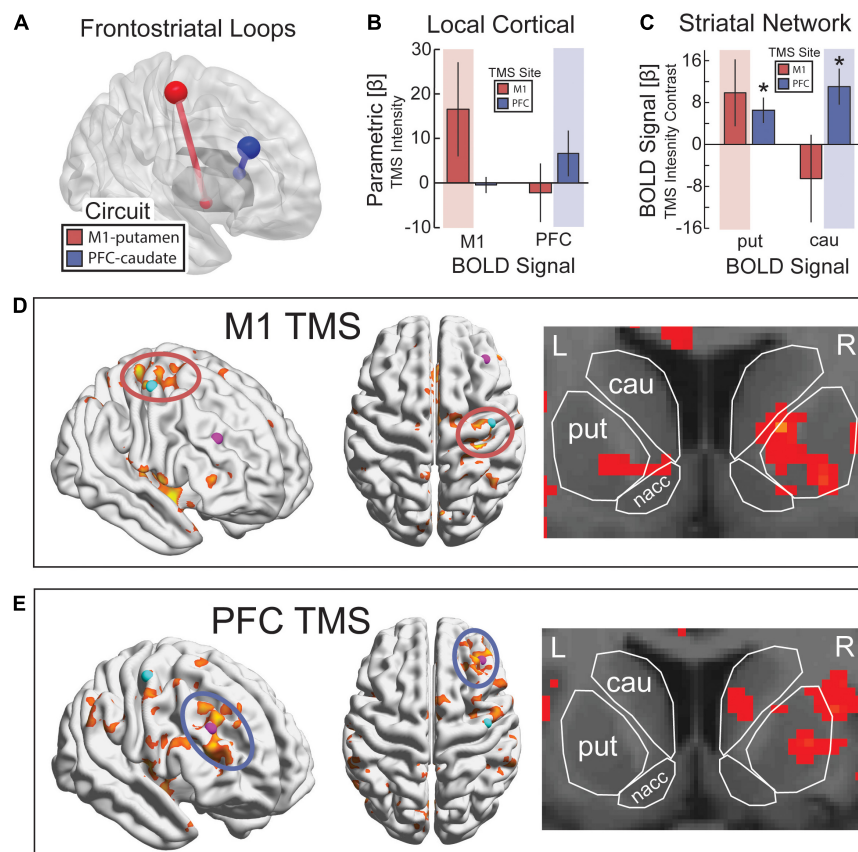 A
Frontostriatal Loops
Circuit
M1-putamen
PFC-caudate
B
Local Cortical
Parametric [β]
TMS Intensity
30
20
10
0
-10
TMS Site
M1
PFC
M1
PFC
BOLD Signal
C
Striatal Network
BOLD Signal [β]
TMS Intesnity Contrast
16
8
0
-8
-16
TMS Site
M1
PFC
*
*
put
cau
BOLD Signal
D
M1 TMS
L
R
cau
put
nacc
E
PFC TMS
L
R
cau
put
nacc